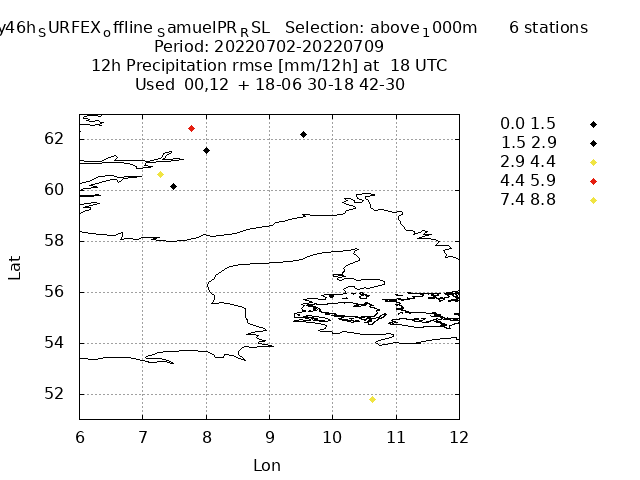 y46hSURFEXoffline SamuelPRRSL Selection: above1000m 6 stations
Period: 20220702-20220709
12h Precipitation rmse [mm/12h] at 18 UTC
Used 00,12 + 18-06 30-18 42-30
0.0 1.5
1.5 2.9
2.9 4.4
4.4 5.9
7.4 8.8
62
60
58
56
54
52
Lat
6 7 8 9 10 11 12
Lon